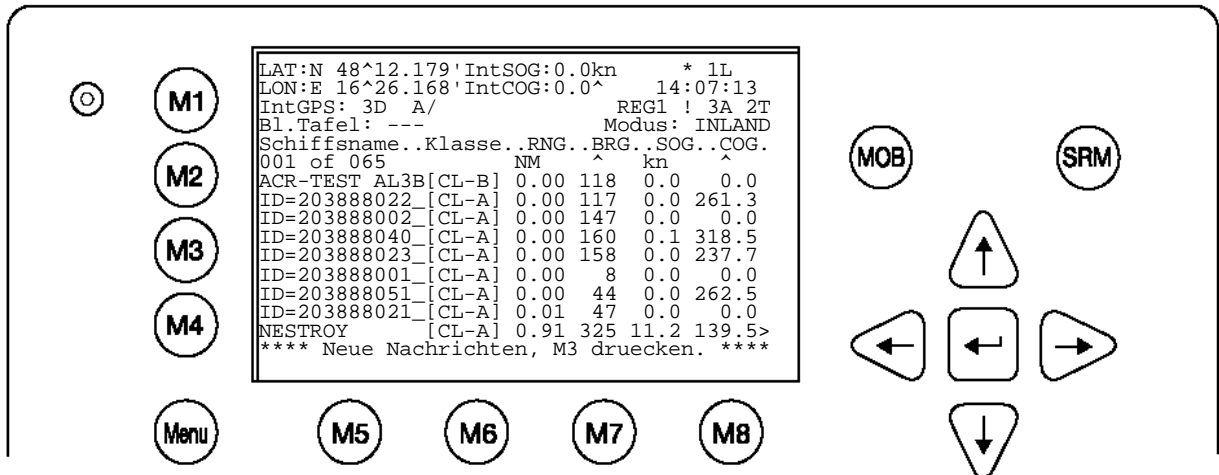 LAT:N 48^12.179'IntSOG:0.0kn * 1L
LON:E 16^26.168'IntCOG:0.0^ 14:07:13
IntGPS: 3D A/ REG1 ! 3A 2T
Bl.Tafel: --- Modus: INLAND
Schiffsname..Klasse..RNG..BRG..SOG..COG.
001 of 065 NM ^ kn ^
ACR-TEST AL3B[CL-B] 0.00 118 0.0 0.0
ID=203888022_[CL-A] 0.00 117 0.0 261.3
ID=203888002_[CL-A] 0.00 147 0.0 0.0
ID=203888040_[CL-A] 0.00 160 0.1 318.5
ID=203888023_[CL-A] 0.00 158 0.0 237.7
ID=203888001_[CL-A] 0.00 8 0.0 0.0
ID=203888051_[CL-A] 0.00 44 0.0 262.5
ID=203888021_[CL-A] 0.01 47 0.0 0.0
NESTROY [CL-A] 0.91 325 11.2 139.5>
**** Neue Nachrichten, M3 druecken. ****
M1
M2
M3
M4
Menu
M5
M6
M7
M8
MOB
SRM